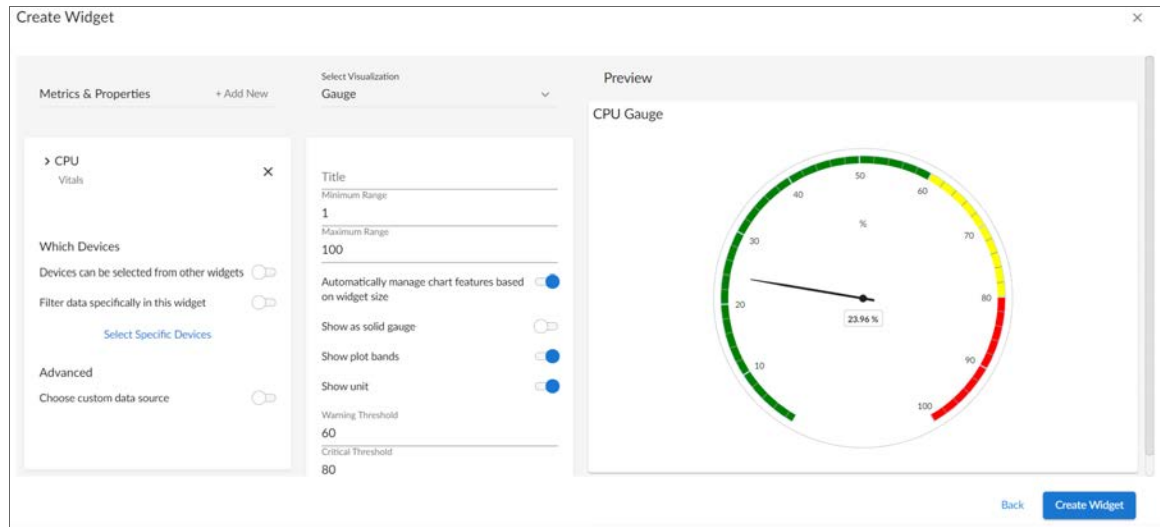 Create Widget
Metrics & Properties
+ Add New
> CPU
Vitals
Which Devices
Devices can be selected from other widgets
Filter data specifically in this widget
Select Specific Devices
Advanced
Choose custom data source
Select Visualization
Gauge
Title
Minimum Range
1
Maximum Range
100
Automatically manage chart features based
on widget size
Show as solid gauge
Show plot bands
Show unit
Warning Threshold
60
Critical Threshold
80
Preview
CPU Gauge
10
20
30
40
50
60
70
80
90
100
%
23.96 %
Back
Create Widget